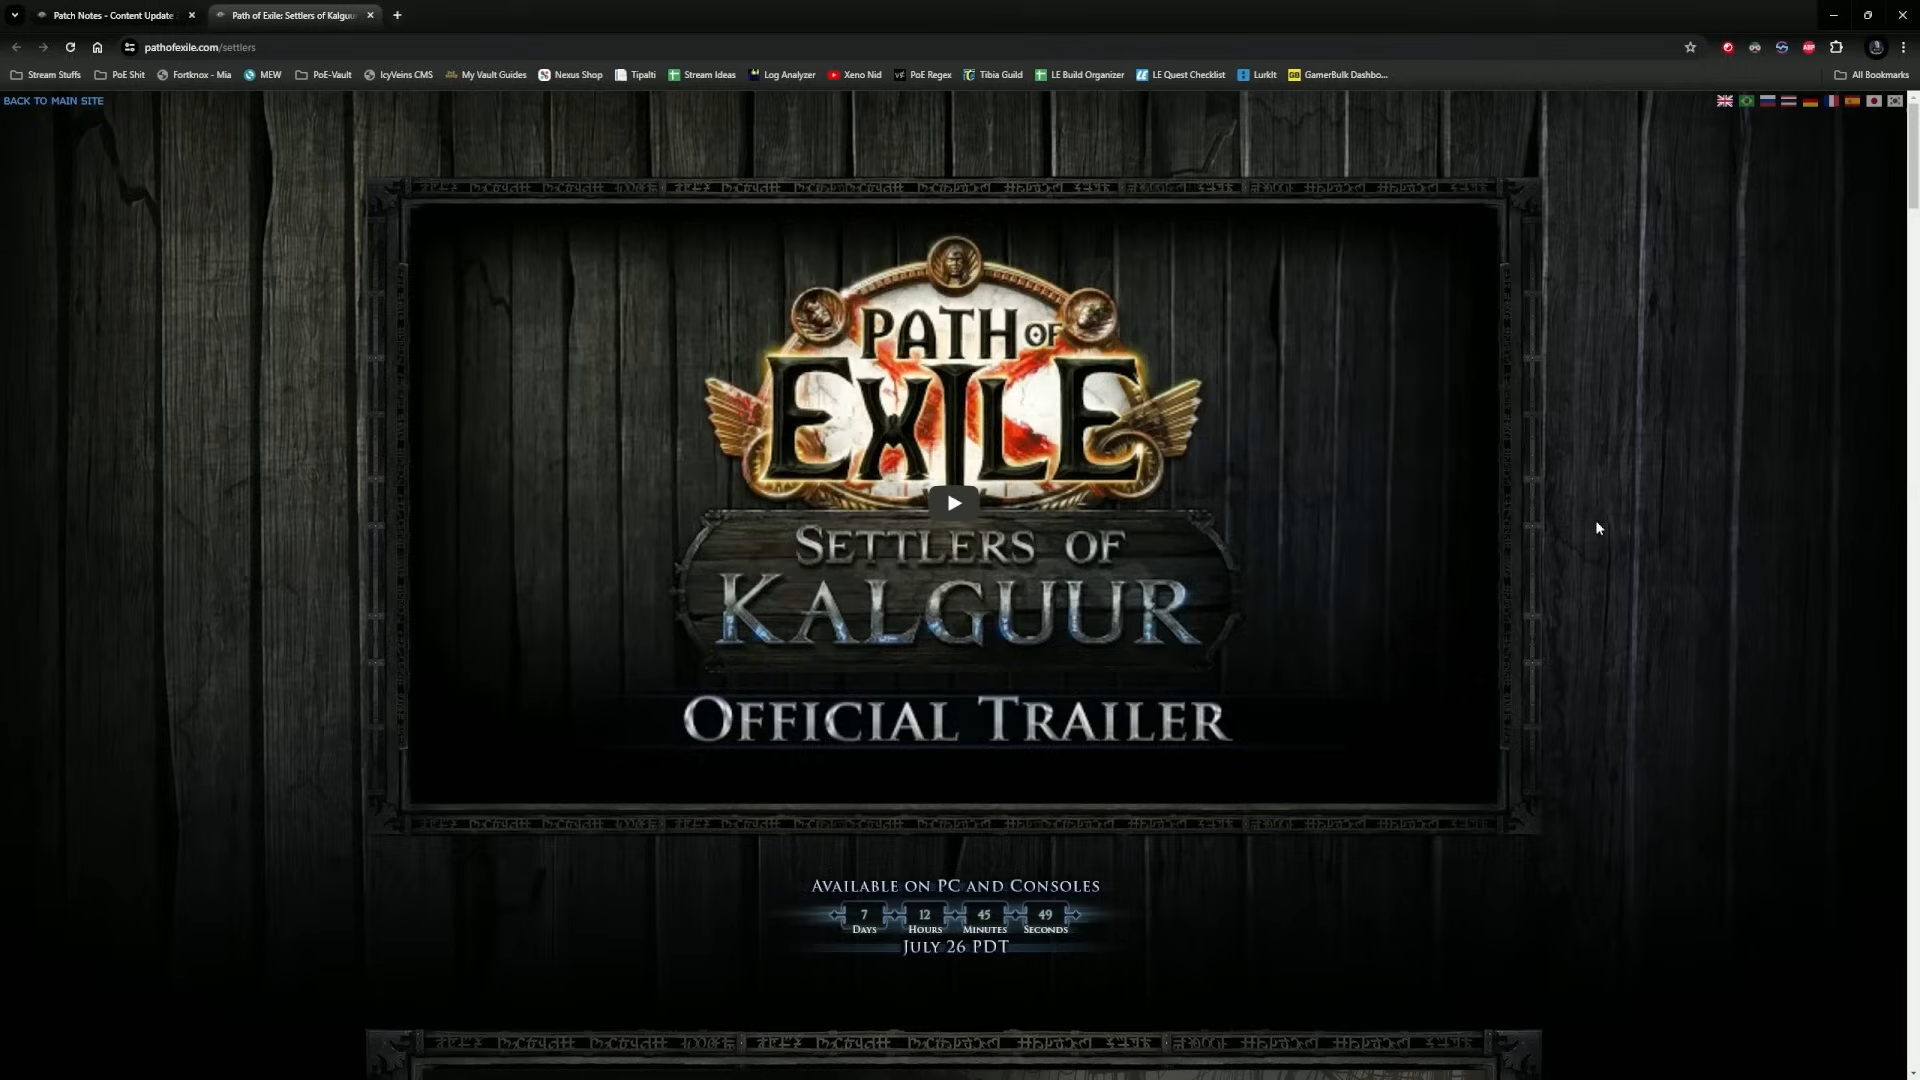 Patch Notes - Content Update
Path of Exile: Settlers of Kalguu
pathofexile.com/settlers
Stream Stuffs
PoE Shit
Fortknox - Mia
MEW
PoE-Vault
IcyVeins CMS
My Vault Guides
Nexus Shop
Tipalti
Stream Ideas
Log Analyzer
Xeno Nid
PoE Regex
Tibia Guild
LE Build Organizer
LE Quest Checklist
LurkIt
GamerBulk Dashbo...
All Bookmarks
BACK TO MAIN SITE
PATH OF
EXILE
SETTLERS OF
KALGUUR
OFFICIAL TRAILER
AVAILABLE ON PC AND CONSOLES
7 12 45 49
DAYS HOURS MINUTES SECONDS
JULY 26 PDT